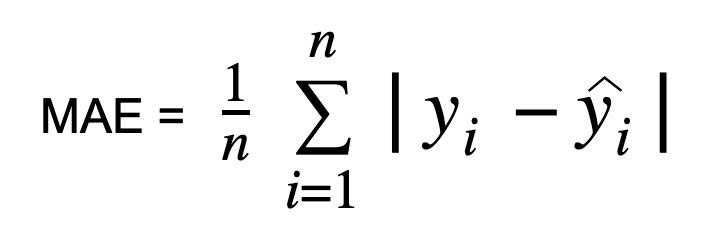 MAE = 1/n ∑_{i=1}^{n} | y_i − ŷ_i |